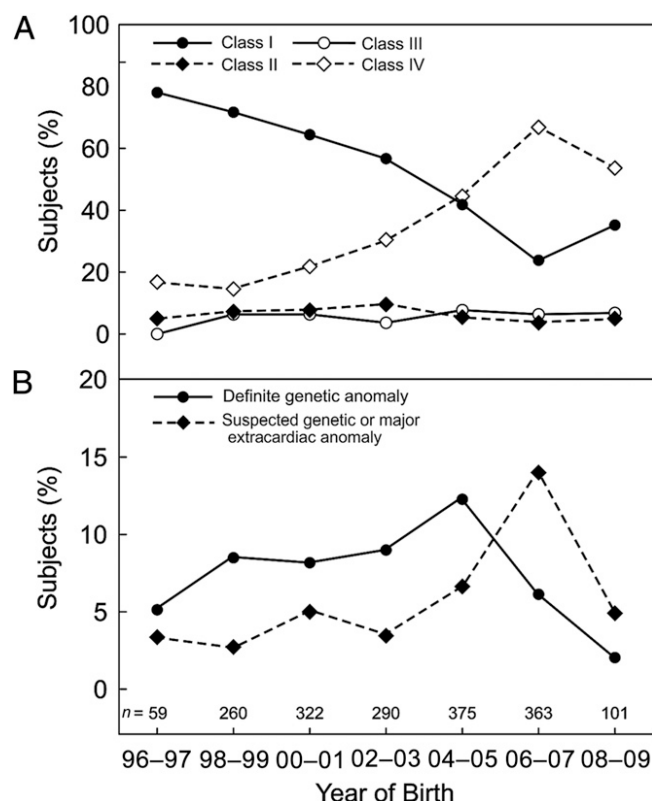 A
100
Class I
Class III
Class II
Class IV
80
60
40
20
0
Subjects (%)
B
20
Definite genetic anomaly
Suspected genetic or major
extracardiac anomaly
15
10
5
0
Subjects (%)
n = 59 260 322 290 375 363 101
96–97 98–99 00–01 02–03 04–05 06–07 08–09
Year of Birth